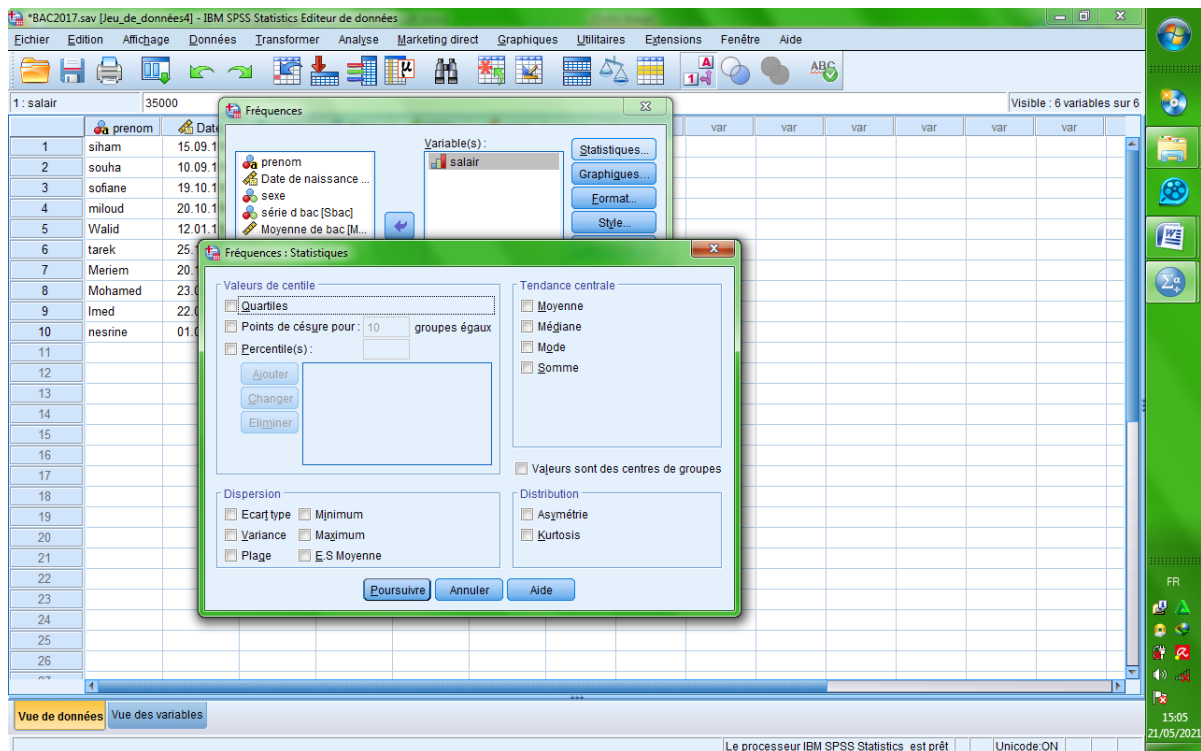 *BAC2017.sav [Jeu_de_données4] - IBM SPSS Statistics Editeur de données
Eichier Edition Affichage Données Transformer Analyse Marketing direct Graphiques Utilitaires Extensions Fenêtre Aide
1 : salair 35000 Visible : 6 variables sur 6
prenom Date var var var var var var
1 siham 15.09.1
2 souha 10.09.1
3 sofiane 19.10.1
4 miloud 20.10.1
5 Walid 12.01.1
6 tarek 25.
7 Meriem 20.
8 Mohamed 23.0
9 Imed 22.0
10 nesrine 01.0
11
12
13
14
15
16
17
18
19
20
21
22
23
24
25
26
Fréquences
prenom
Date de naissance ...
sexe
série d bac [Sbac]
Moyenne de bac [M...
Variable(s) :
salair
Statistiques...
Graphiques...
Format...
Style...
Fréquences : Statistiques
Valeurs de centile
Quartiles
Points de césure pour : 10 groupes égaux
Percentile(s) :
Ajouter
Changer
Eliminer
Tendance centrale
Moyenne
Médiane
Mode
Somme
Valeurs sont des centres de groupes
Dispersion
Ecart type Minimum
Variance Maximum
Plage E.S Moyenne
Distribution
Asymétrie
Kurtosis
Poursuivre Annuler Aide
Vue de données Vue des variables
Le processeur IBM SPSS Statistics est prêt Unicode:ON
FR
15:05
21/05/2021